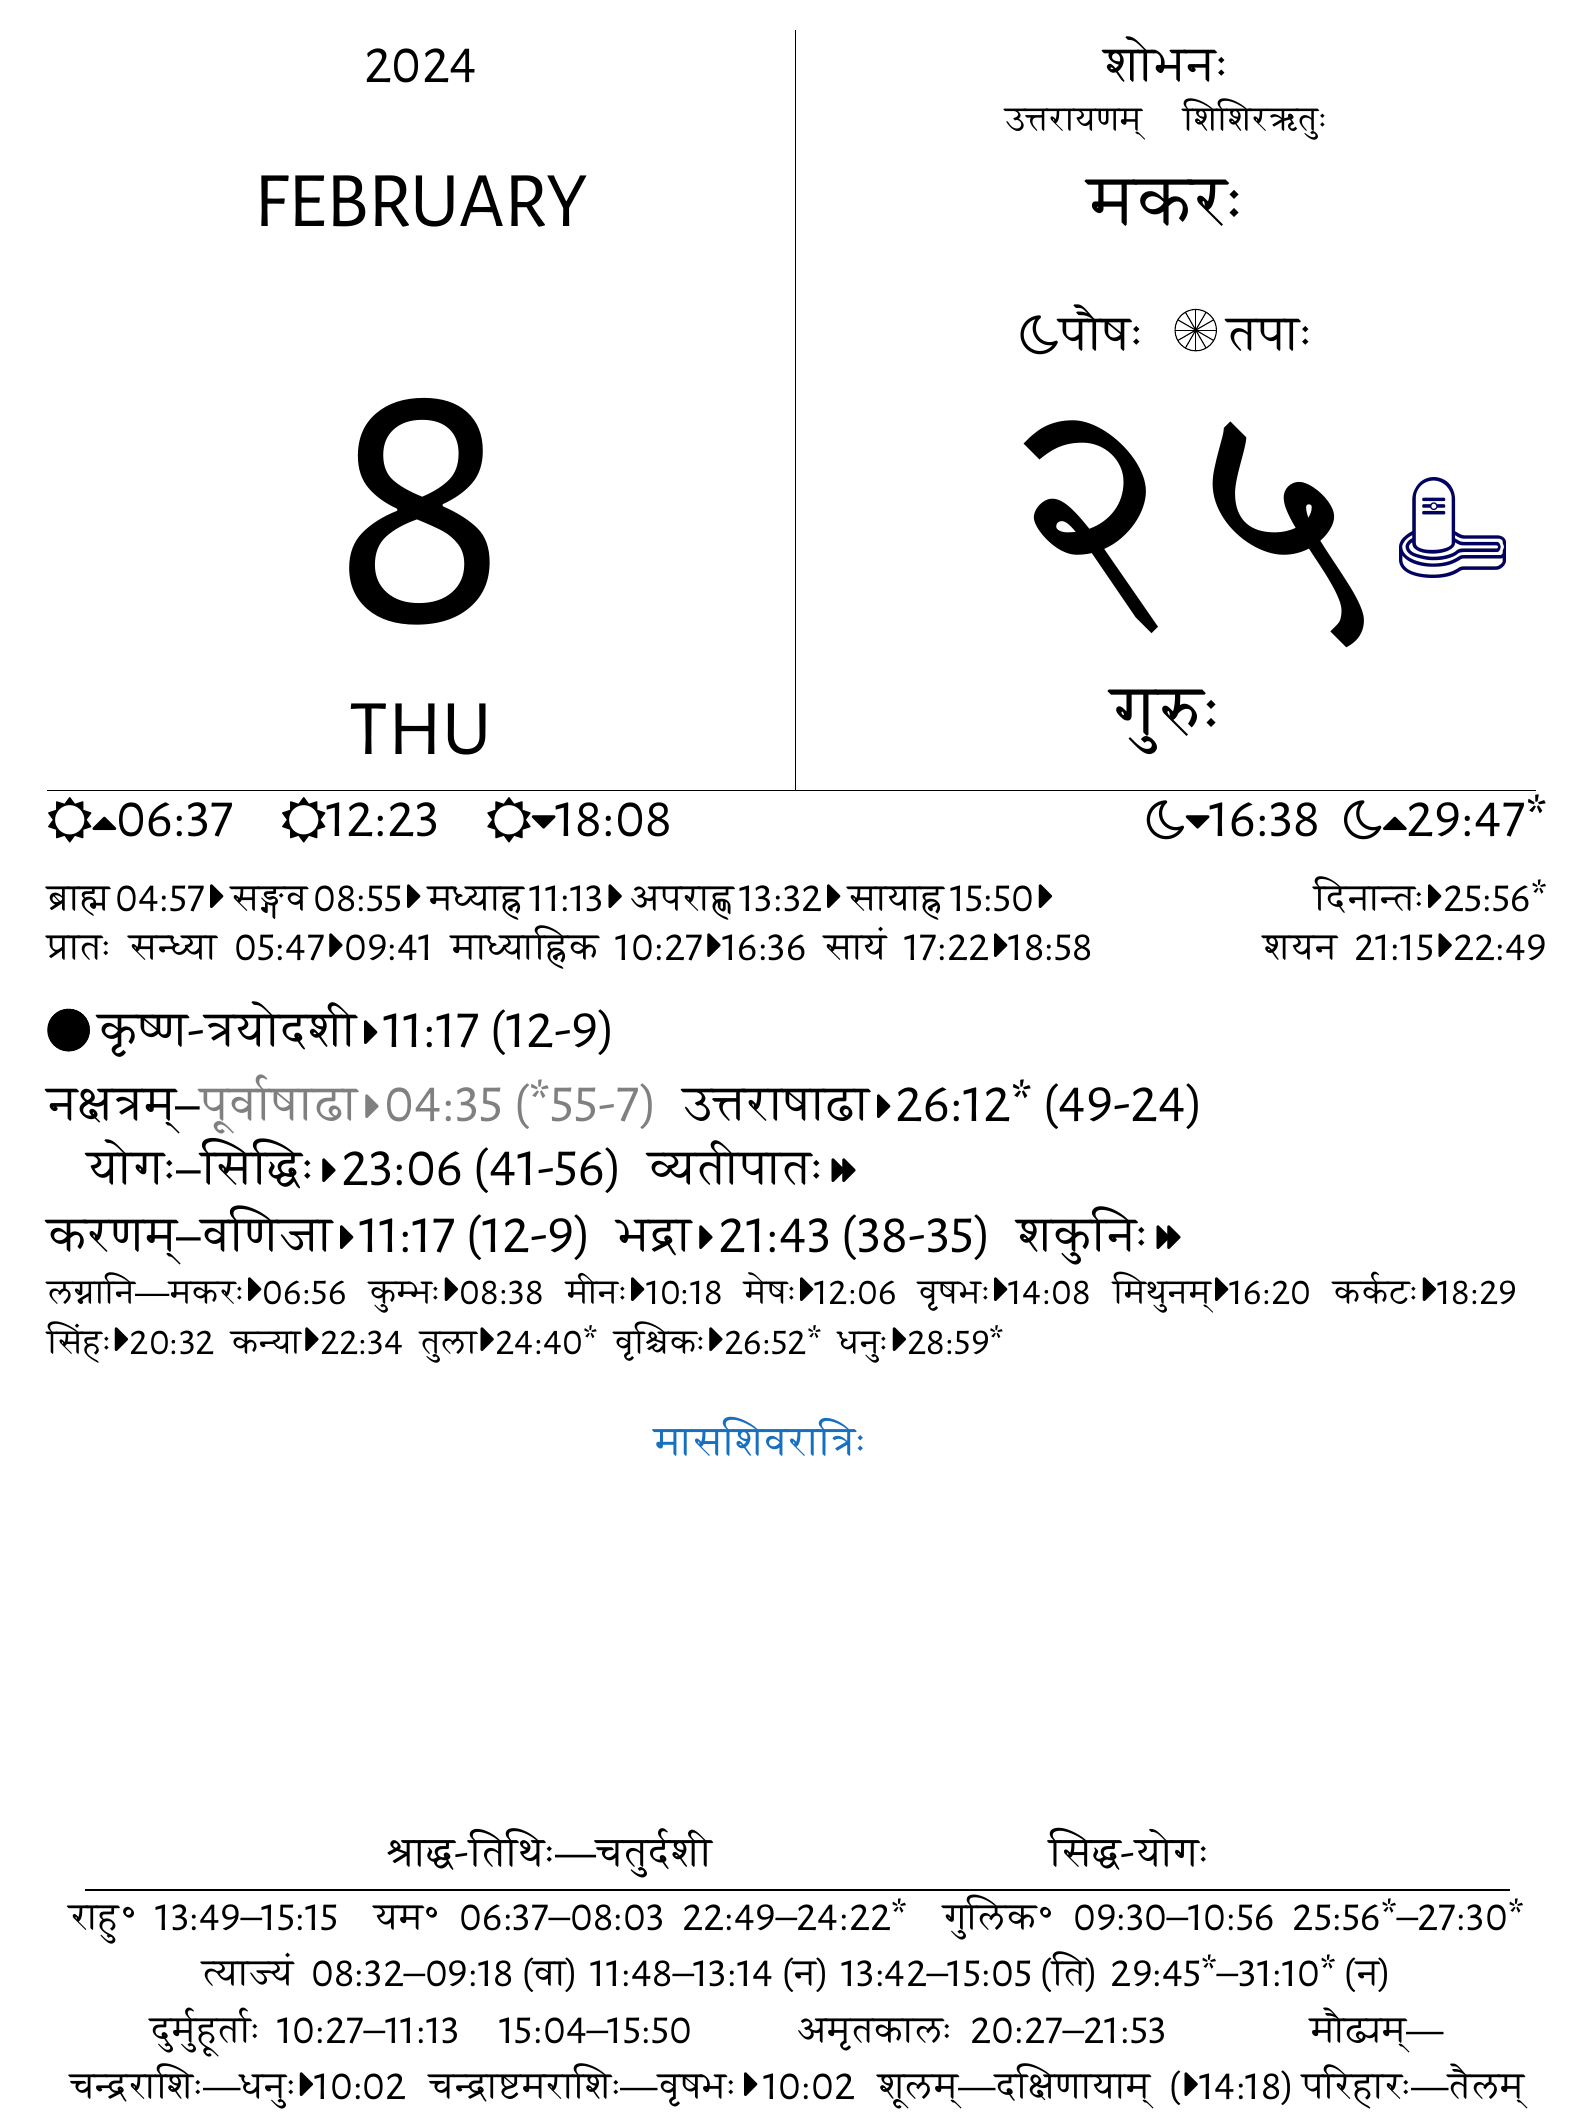 2024
FEBRUARY
8
THU
शोभनः
उत्तरायणम् शिशिरऋतुः
मकरः
पौषः तपाः
२५
गुरुः
06:37 12:23 18:08 16:38 29:47*
ब्राह्म 04:57 सङ्गव 08:55 मध्याह्न 11:13 अपराह्ण 13:32 सायाह्न 15:50 दिनान्तः 25:56*
प्रातः सन्ध्या 05:47 09:41 माध्याह्निक 10:27 16:36 सायं 17:22 18:58 शयन 21:15 22:49
कृष्ण-त्रयोदशी 11:17 (12-9)
नक्षत्रम्–पूर्वाषाढा 04:35 (*55-7) उत्तराषाढा 26:12* (49-24)
योगः–सिद्धिः 23:06 (41-56) व्यतीपातः
करणम्–वणिजा 11:17 (12-9) भद्रा 21:43 (38-35) शकुनिः
लग्नानि—मकरः 06:56 कुम्भः 08:38 मीनः 10:18 मेषः 12:06 वृषभः 14:08 मिथुनम् 16:20 कर्कटः 18:29
सिंहः 20:32 कन्या 22:34 तुला 24:40* वृश्चिकः 26:52* धनुः 28:59*
मासशिवरात्रिः
श्राद्ध-तिथिः—चतुर्दशी सिद्ध-योगः
राहु॰ 13:49–15:15 यम॰ 06:37–08:03 22:49–24:22* गुलिक॰ 09:30–10:56 25:56*–27:30*
त्याज्यं 08:32–09:18 (वा) 11:48–13:14 (न) 13:42–15:05 (ति) 29:45*–31:10* (न)
दुर्मुहूर्ताः 10:27–11:13 15:04–15:50 अमृतकालः 20:27–21:53 मौढ्यम्—
चन्द्रराशिः—धनुः 10:02 चन्द्राष्टमराशिः—वृषभः 10:02 शूलम्—दक्षिणायाम् (14:18) परिहारः—तैलम्